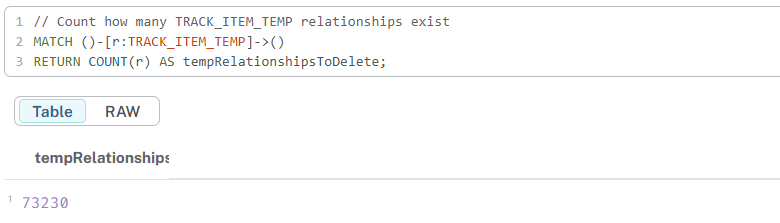 1 // Count how many TRACK_ITEM_TEMP relationships exist
2 MATCH ()-[r:TRACK_ITEM_TEMP]->()
3 RETURN COUNT(r) AS tempRelationshipsToDelete;
Table RAW
tempRelationships
1 73230